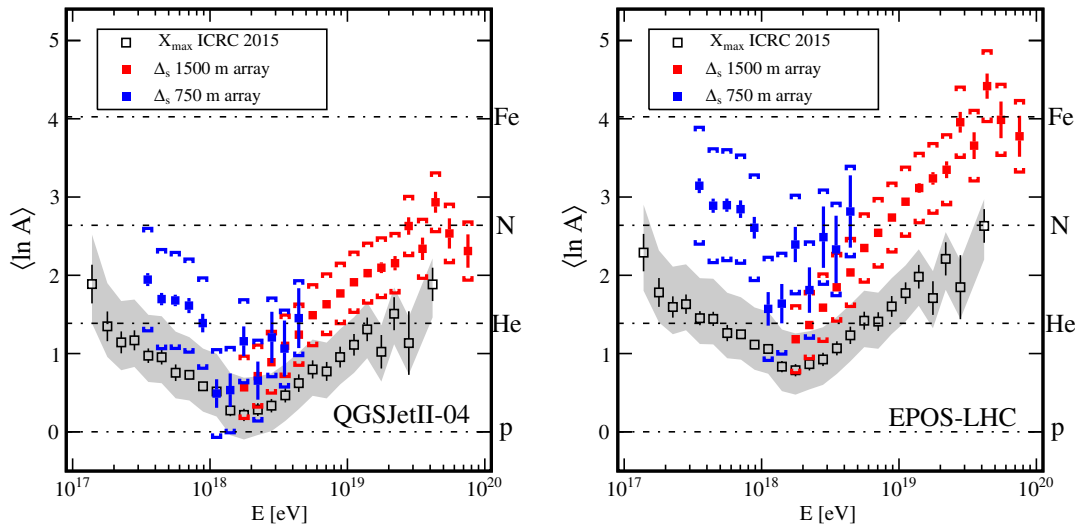 5
4
3
2
1
0
⟨ln A⟩
X_max ICRC 2015
Δ_s 1500 m array
Δ_s 750 m array
Fe
N
He
p
QGSJetII-04
10^17
10^18
10^19
10^20
E [eV]
5
4
3
2
1
0
⟨ln A⟩
X_max ICRC 2015
Δ_s 1500 m array
Δ_s 750 m array
Fe
N
He
p
EPOS-LHC
10^17
10^18
10^19
10^20
E [eV]